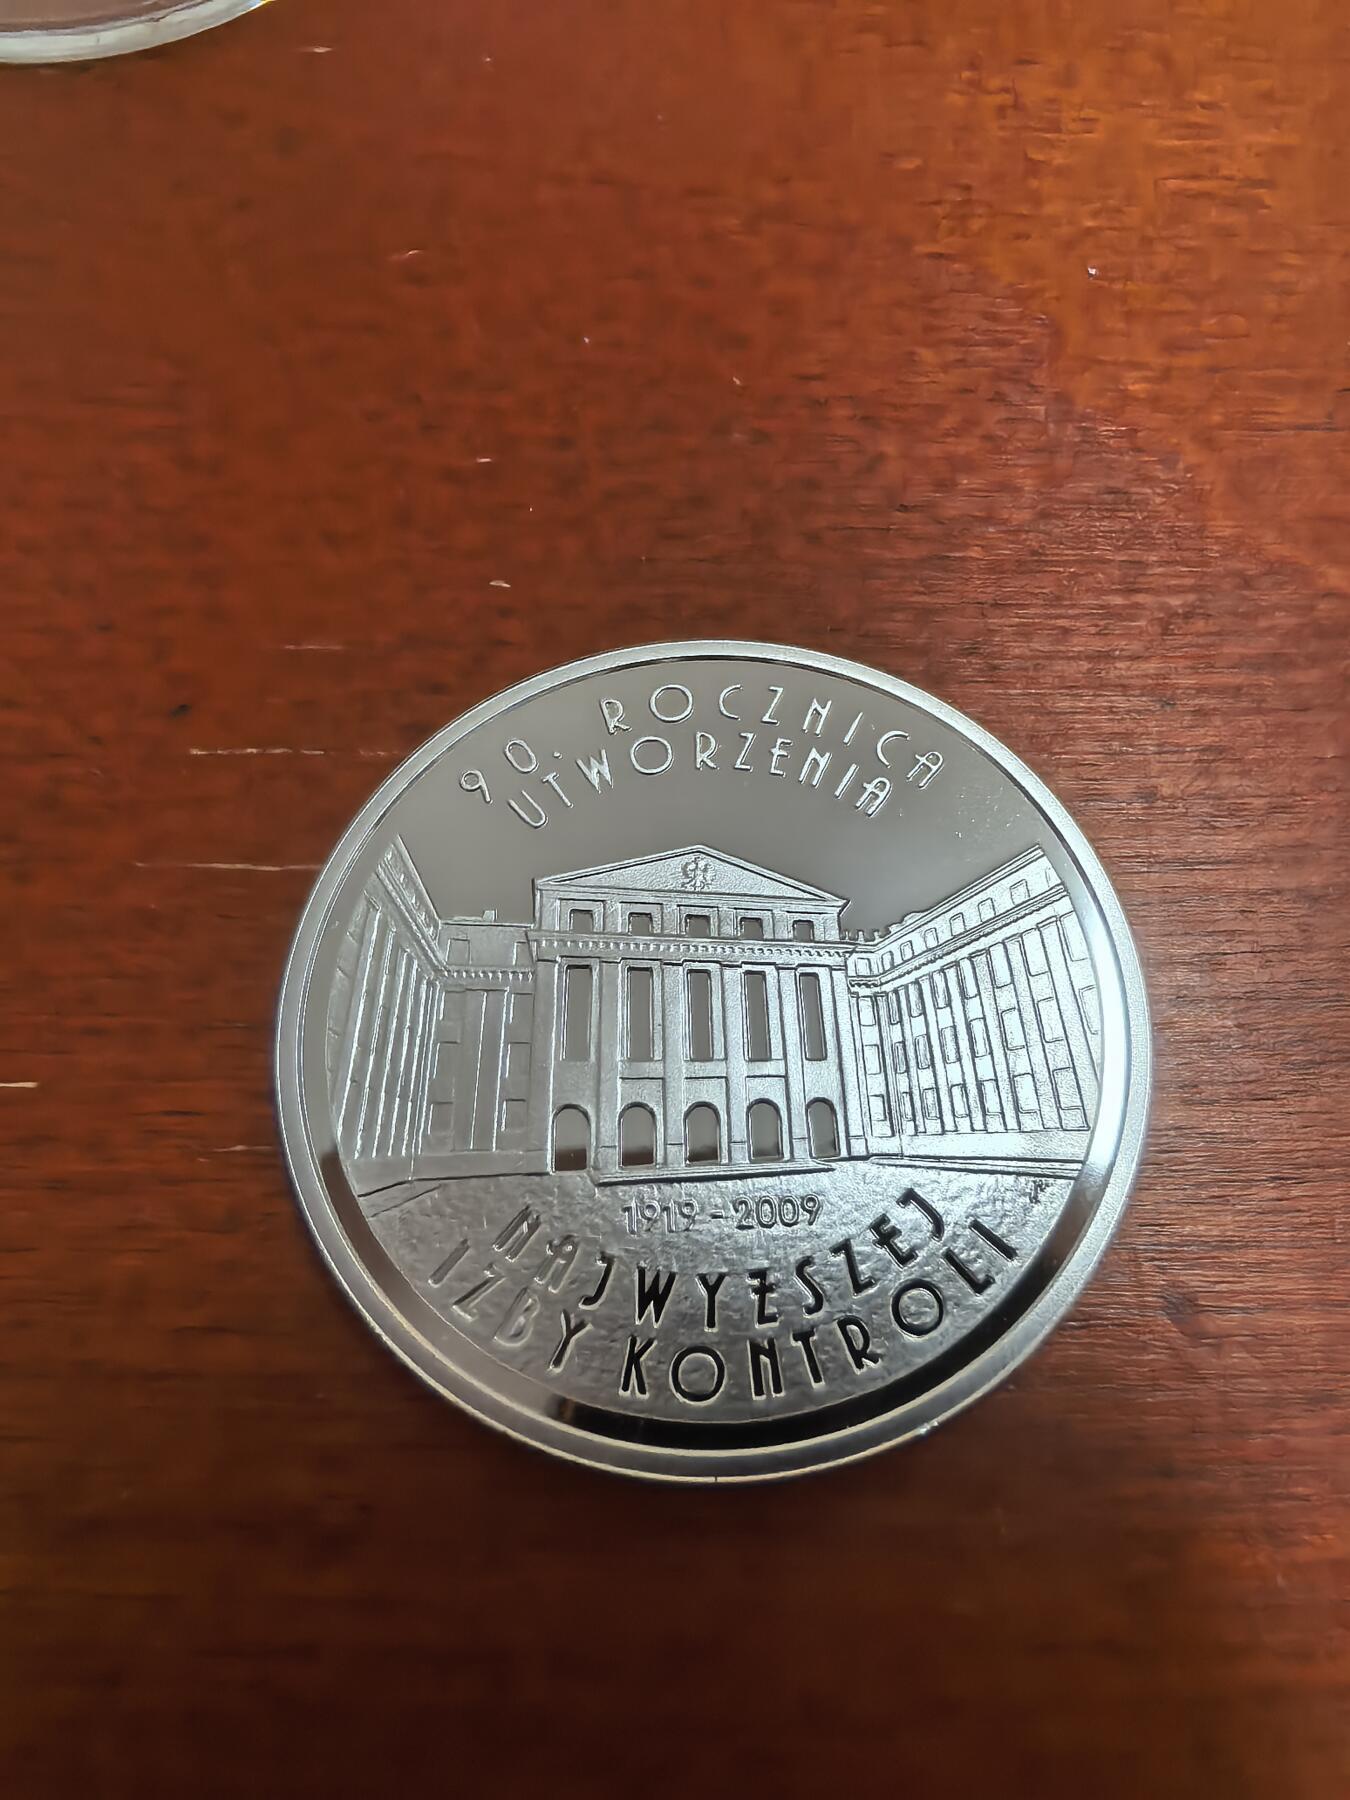 90. ROCZNICA
UTWORZENIA
1919-2009
NAJWYŻSZEJ
IZBY KONTROLI